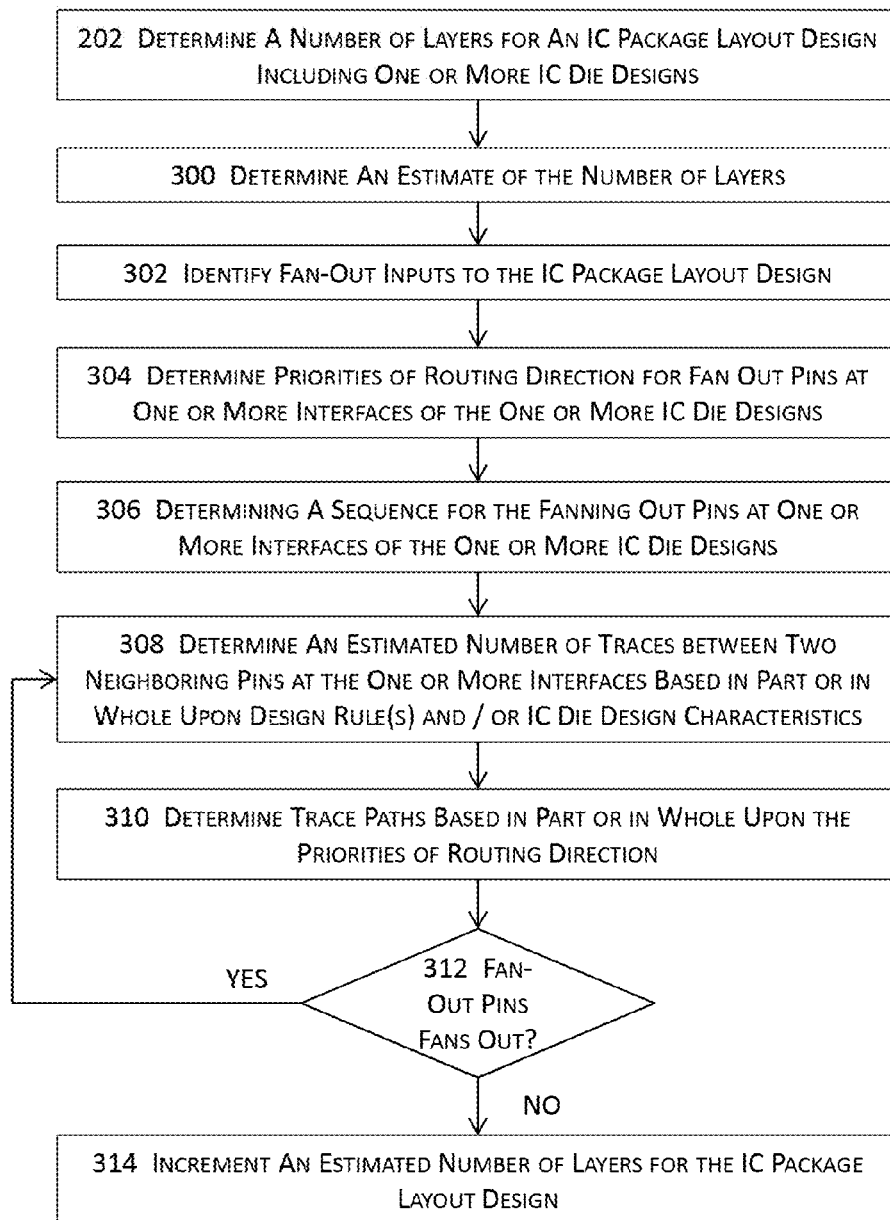 202 DETERMINE A NUMBER OF LAYERS FOR AN IC PACKAGE LAYOUT DESIGN
INCLUDING ONE OR MORE IC DIE DESIGNS
300 DETERMINE AN ESTIMATE OF THE NUMBER OF LAYERS
302 IDENTIFY FAN-OUT INPUTS TO THE IC PACKAGE LAYOUT DESIGN
304 DETERMINE PRIORITIES OF ROUTING DIRECTION FOR FAN OUT PINS AT
ONE OR MORE INTERFACES OF THE ONE OR MORE IC DIE DESIGNS
306 DETERMINING A SEQUENCE FOR THE FANNING OUT PINS AT ONE OR
MORE INTERFACES OF THE ONE OR MORE IC DIE DESIGNS
308 DETERMINE AN ESTIMATED NUMBER OF TRACES BETWEEN TWO
NEIGHBORING PINS AT THE ONE OR MORE INTERFACES BASED IN PART OR IN
WHOLE UPON DESIGN RULE(S) AND / OR IC DIE DESIGN CHARACTERISTICS
310 DETERMINE TRACE PATHS BASED IN PART OR IN WHOLE UPON THE
PRIORITIES OF ROUTING DIRECTION
312 FAN-
OUT PINS
FANS OUT?
YES
NO
314 INCREMENT AN ESTIMATED NUMBER OF LAYERS FOR THE IC PACKAGE
LAYOUT DESIGN